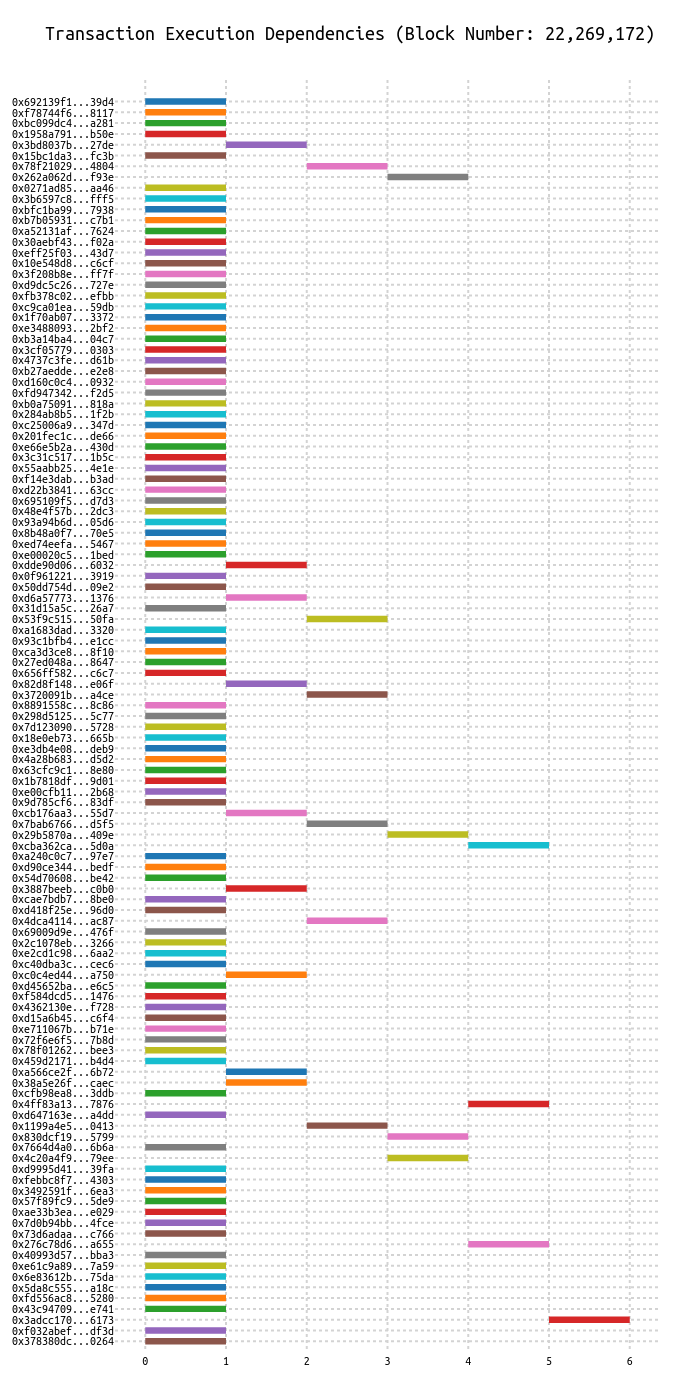 Transaction Execution Dependencies (Block Number: 22,269,172)
0x692139f1...39d4
0xf78744f6...8117
0xbc099dc4...a281
0x1958a791...b50e
0x3bd8037b...27de
0x15bc1da3...fc3b
0x78f21029...4804
0x262a062d...f93e
0x0271ad85...aa46
0x3b6597c8...fff5
0xbfc1ba99...7938
0xb7b05931...c7b1
0xa52131af...7624
0x30aebf43...f02a
0xeff25f03...43d7
0x10e548d8...c6cf
0x3f208b8e...ff7f
0xd9dc5c26...727e
0xfb378c02...efbb
0xc9ca01ea...59db
0x1f70ab07...3372
0xe3488093...2bf2
0xb3a14ba4...04c7
0x3cf05779...0303
0x4737c3fe...d61b
0xb27aedde...e2e8
0xd160c0c4...0932
0xfd947342...f2d5
0xb0a75091...818a
0x284ab8b5...1f2b
0xc25006a9...347d
0x201fec1c...de66
0xe66e5b2a...430d
0x3c31c517...1b5c
0x55aabb25...4e1e
0xf14e3dab...b3ad
0xd22b3841...63cc
0x695109f5...d7d3
0x48e4f57b...2dc3
0x93a94b6d...05d6
0x8b48a0f7...70e5
0xed74eefa...5467
0xe00020c5...1bed
0xdde90d06...6032
0x0f961221...3919
0x50dd754d...09e2
0xd6a57773...1376
0x31d15a5c...26a7
0x53f9c515...50fa
0xa1683dad...3320
0x93c1bfb4...e1cc
0xca3d3ce8...8f10
0x27ed048a...8647
0x656ff582...c6c7
0x82d8f148...e06f
0x3720091b...a4ce
0x8891558c...8c86
0x298d5125...5c77
0x7d123090...5728
0x18e0eb73...665b
0xe3db4e08...deb9
0x4a28b683...d5d2
0x63cfc9c1...8e80
0x1b7818df...9d01
0xe00cfb11...2b68
0x9d785cf6...83df
0xcb176aa3...55d7
0x7bab6766...d5f5
0x29b5870a...409e
0xcba362ca...5d0a
0xa240c0c7...97e7
0xd90ce344...bedf
0x54d70608...be42
0x3887beeb...c0b0
0xcae7bdb7...8be0
0xd418f25e...96d0
0x4dca4114...ac87
0x69009d9e...476f
0x2c1078eb...3266
0xe2cd1c98...6aa2
0xc40dba3c...cec6
0xc0c4ed44...a750
0xd45652ba...e6c5
0xf584dcd5...1476
0x4362130e...f728
0xd15a6b45...c6f4
0xe711067b...b71e
0x72f6e6f5...7b8d
0x78f01262...bee3
0x459d2171...b4d4
0xa566ce2f...6b72
0x38a5e26f...caec
0xcfb98ea8...3ddb
0x4ff83a13...7876
0xd647163e...a4dd
0x1199a4e5...0413
0x830dcf19...5799
0x7664d4a0...6b6a
0x4c20a4f9...79ee
0xd9995d41...39fa
0xfebbc8f7...4303
0x3492591f...6ea3
0x57f89fc9...5de9
0xae33b3ea...e029
0x7d0b94bb...4fce
0x73d6adaa...c766
0x276c78d6...a655
0x40993d57...bba3
0xe61c9a89...7a59
0x6e83612b...75da
0x5da8c555...a18c
0xfd556ac8...5280
0x43c94709...e741
0x3adcc170...6173
0xf032abef...df3d
0x378380dc...0264
0 1 2 3 4 5 6